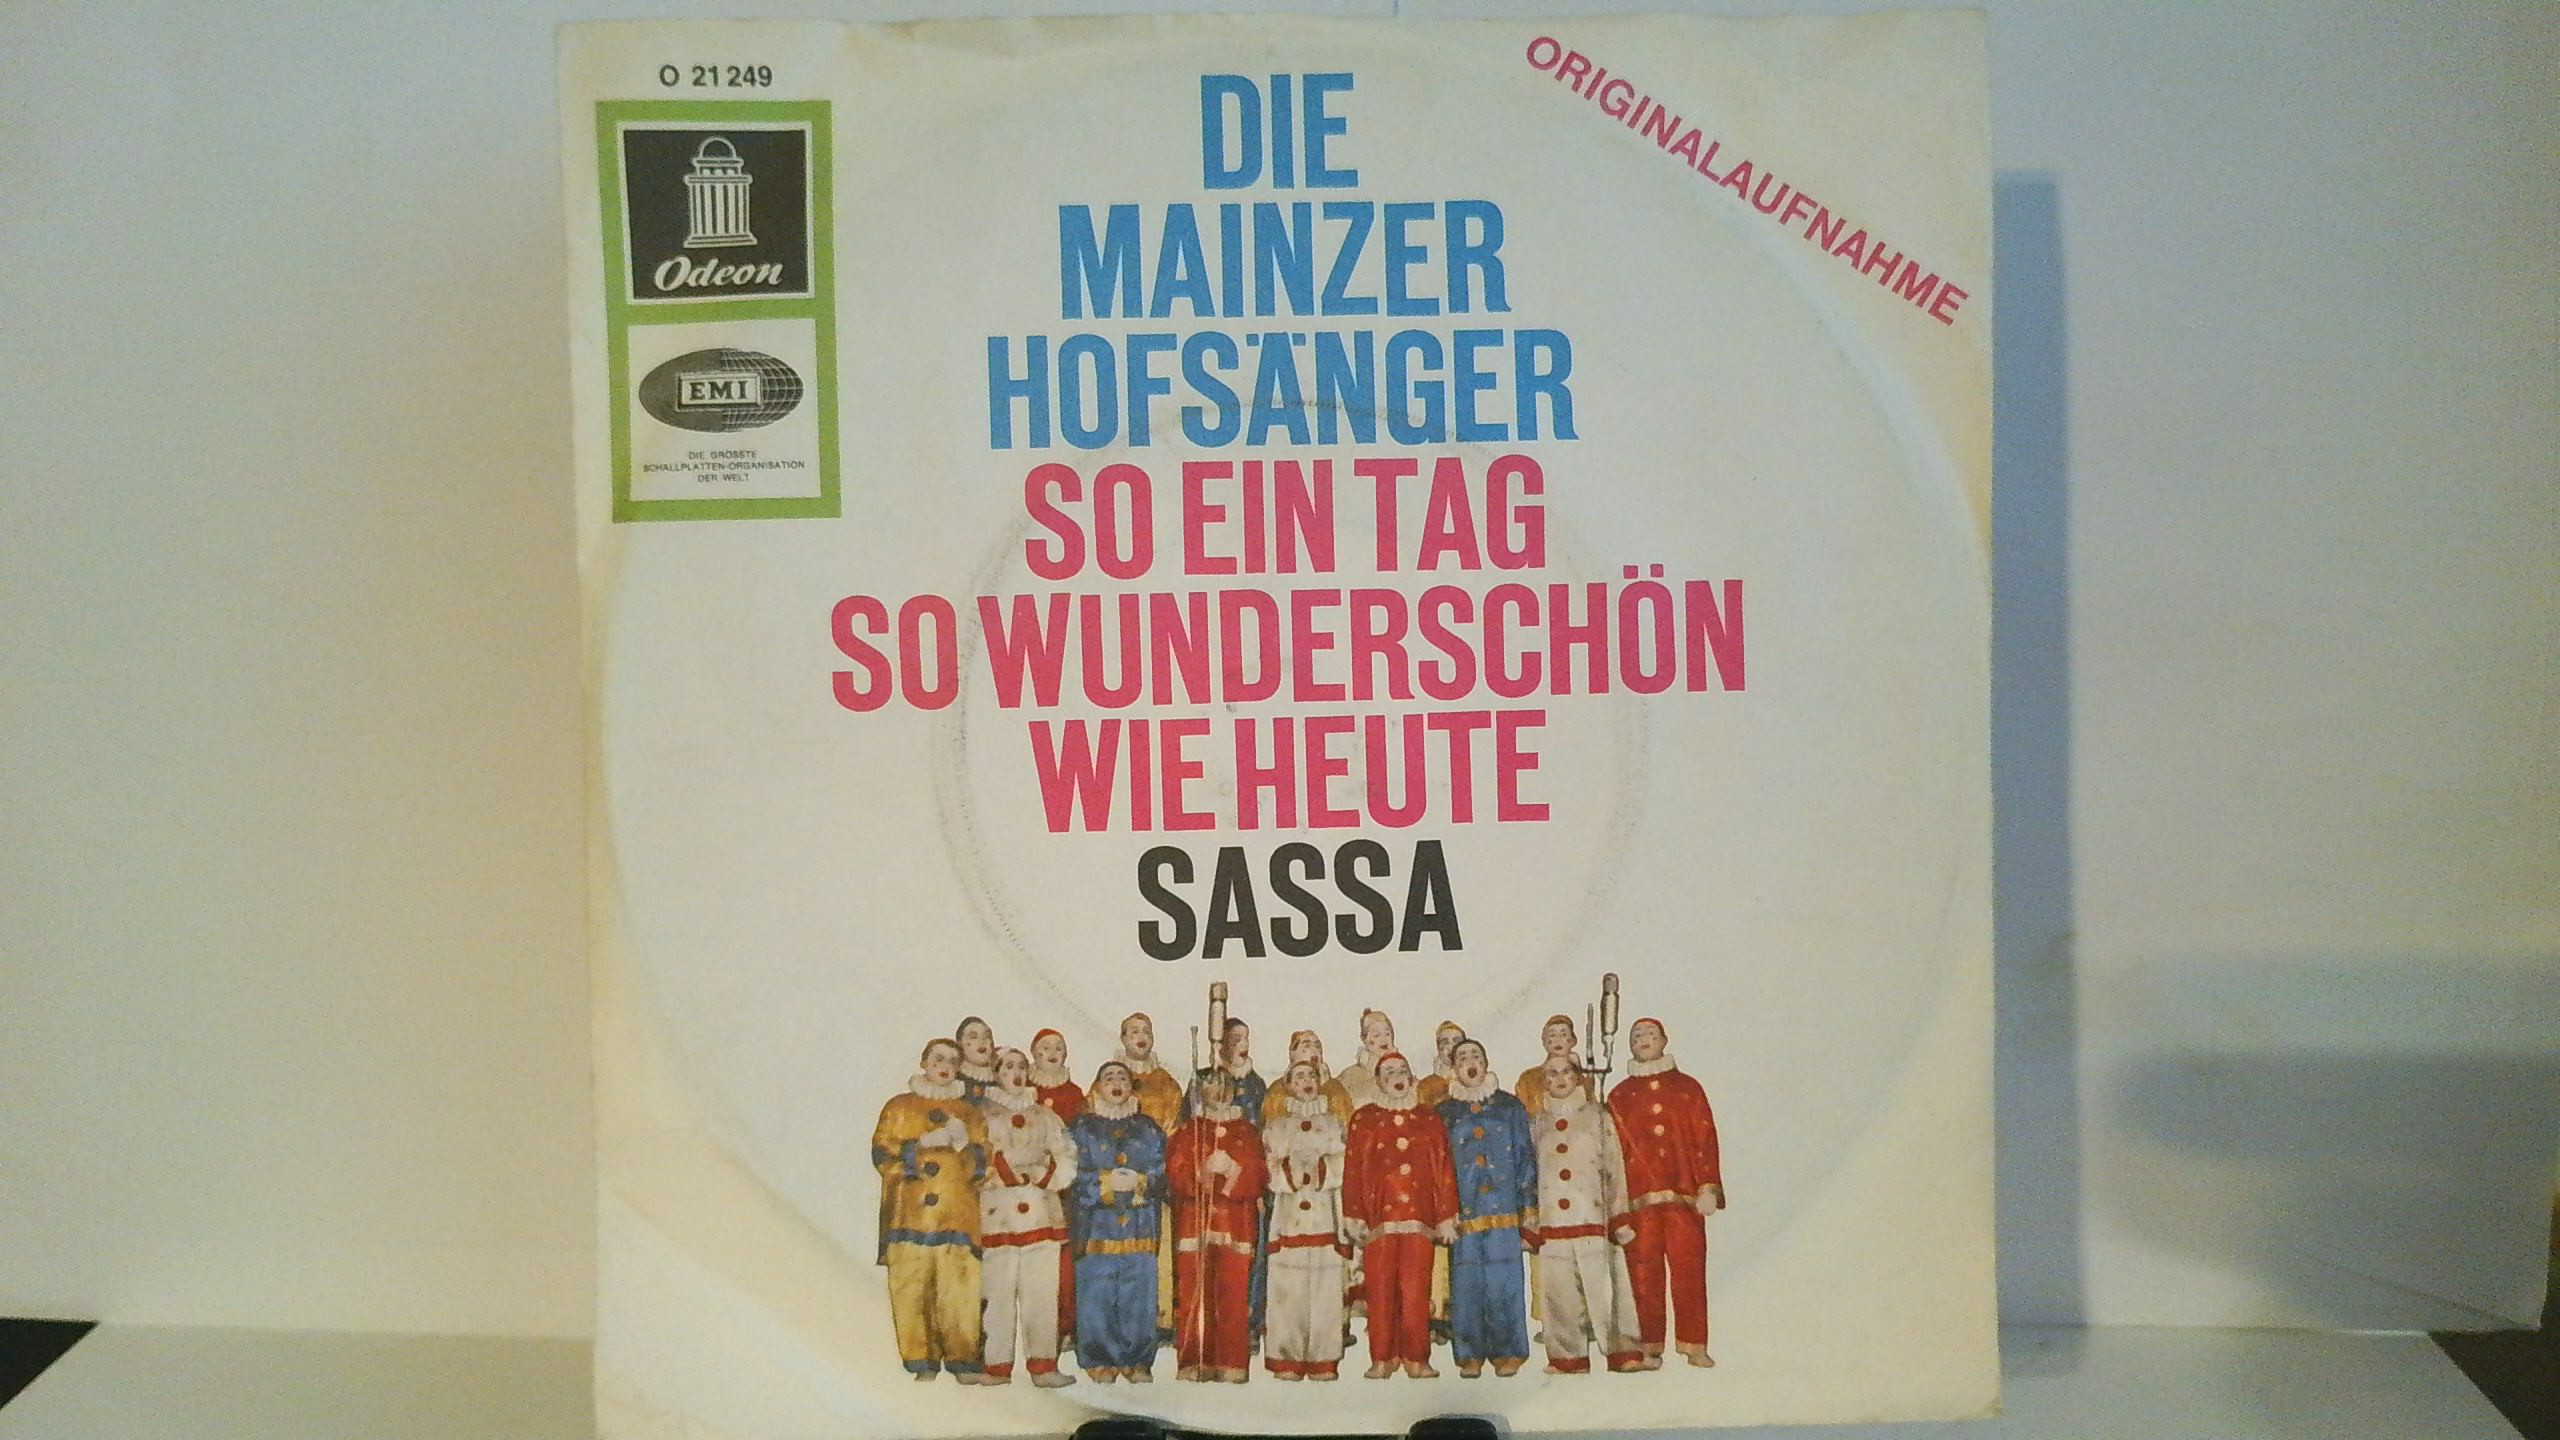 O 21 249
Odeon
EMI
DIE GRÖSSTE
SCHALLPLATTEN-ORGANISATION
DER WELT
ORIGINALAUFNAHME
DIE
MAINZER
HOFSÄNGER
SO EIN TAG
SO WUNDERSCHÖN
WIE HEUTE
SASSA